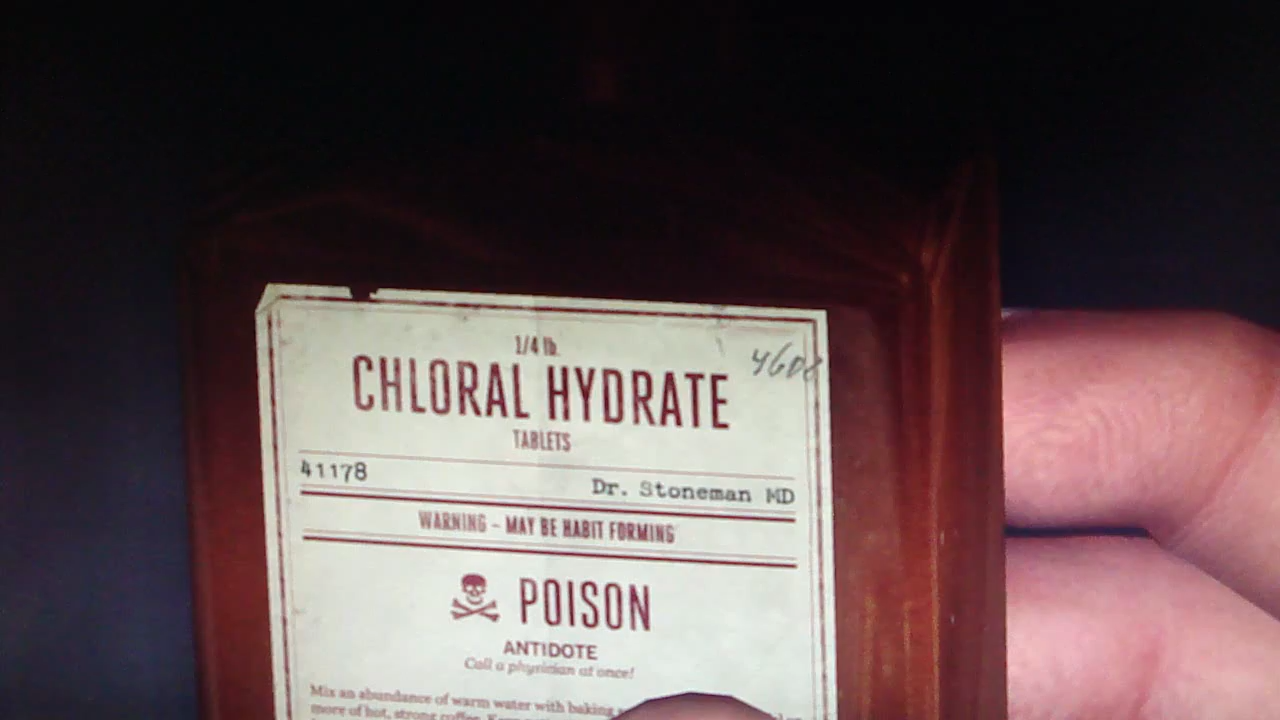 1/4 lb.
CHLORAL HYDRATE
TABLETS
41178
Dr. Stoneman MD
WARNING – MAY BE HABIT FORMING
POISON
ANTIDOTE
Call a physician at once!
Mix an abundance of warm water with baking
more of hot, strong coffee.